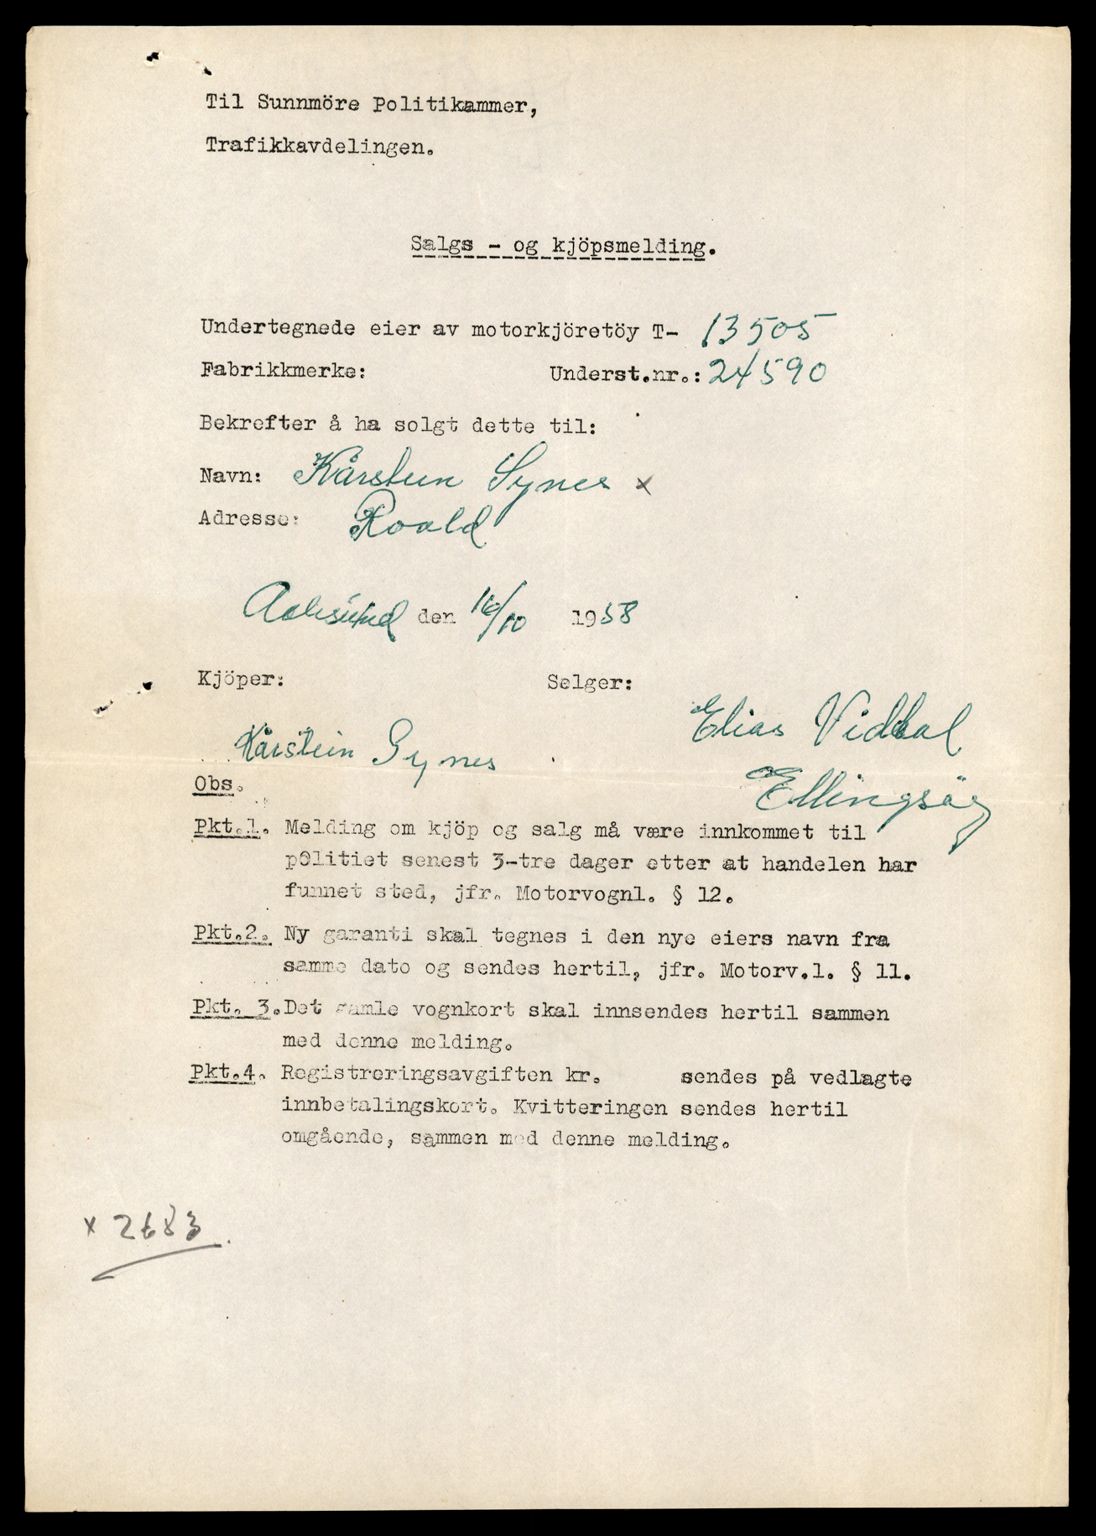 Til Sunnmöre Politikammer,
Trafikkavdelingen.
Salgs - og kjöpsmelding.
Undertegnede eier av motorkjöretöy T- 13505
Fabrikkmerke: Underst.nr.: 24590
Bekrefter å ha solgt dette til:
Navn: Kårstein Synes x
Adresse: Roald
Aalesund den 16/10 1958
Kjöper: Selger:
Elias Vidhal
Kårstein Synes
Ellingsöy
Obs.
Pkt.1. Melding om kjöp og salg må være innkommet til
politiet senest 3-tre dager etter at handelen har
funnet sted, jfr. Motorvognl. § 12.
Pkt.2. Ny garanti skal tegnes i den nye eiers navn fra
samme dato og sendes hertil, jfr. Motorv.l. § 11.
Pkt. 3. Det gamle vognkort skal innsendes hertil sammen
med denne melding.
Pkt.4. Registreringsavgiften kr. sendes på vedlagte
innbetalingskort. Kvitteringen sendes hertil
omgående, sammen med denne melding.
x 2683.